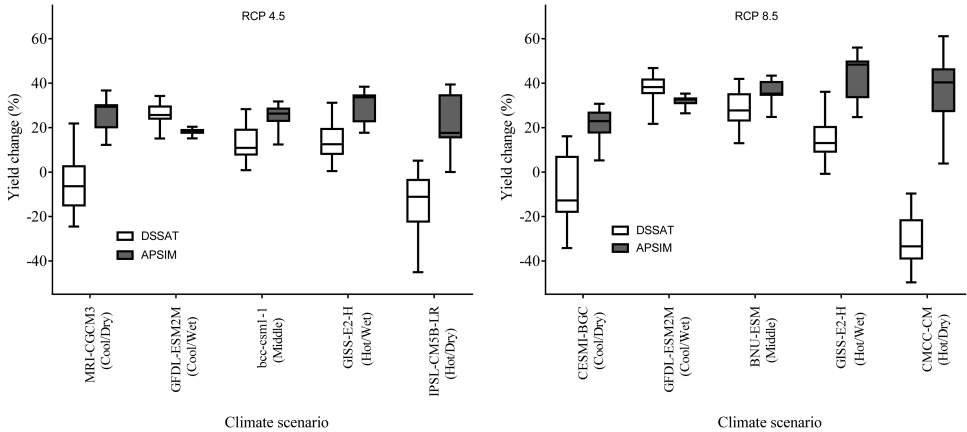 RCP 4.5
Yield change (%)
60
40
20
0
-20
-40
DSSAT
APSIM
MRI-CGCM3
(Cool/Dry)
GFDL-ESM2M
(Cool/Wet)
bcc-csm1-1
(Middle)
GISS-E2-H
(Hot/Wet)
IPSL-CM5B-LR
(Hot/Dry)
Climate scenario
RCP 8.5
Yield change (%)
60
40
20
0
-20
-40
DSSAT
APSIM
CESMI-BGC
(Cool/Dry)
GFDL-ESM2M
(Cool/Wet)
BNU-ESM
(Middle)
GISS-E2-H
(Hot/Wet)
CMCC-CM
(Hot/Dry)
Climate scenario